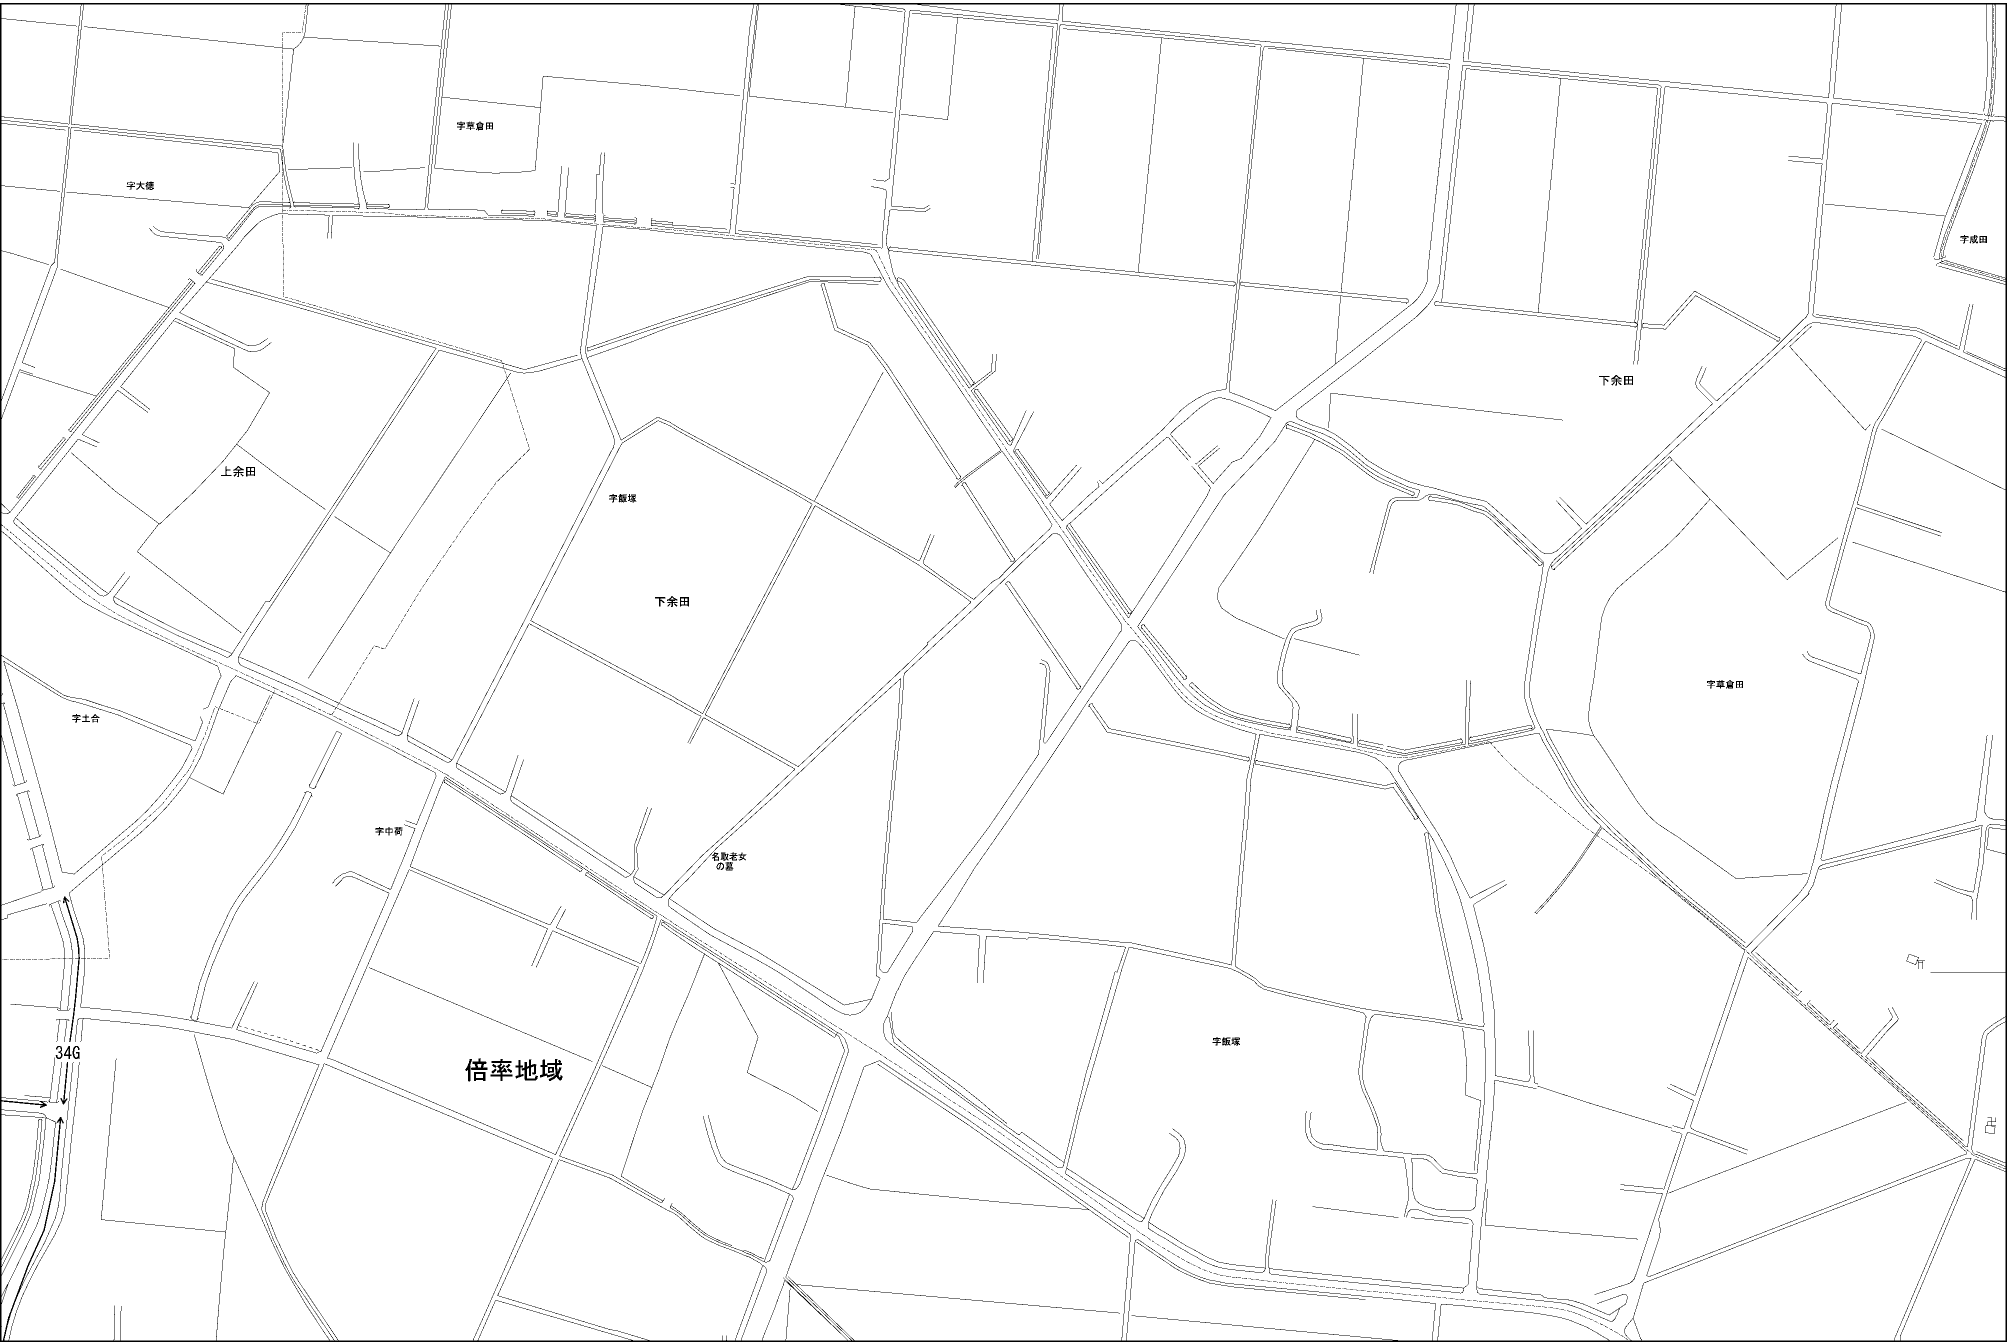 字草倉田
字大徳
字成田
下余田
上余田
字飯塚
下余田
字草倉田
字土合
字中荷
名取老女
の墓
字飯塚
34G
倍率地域